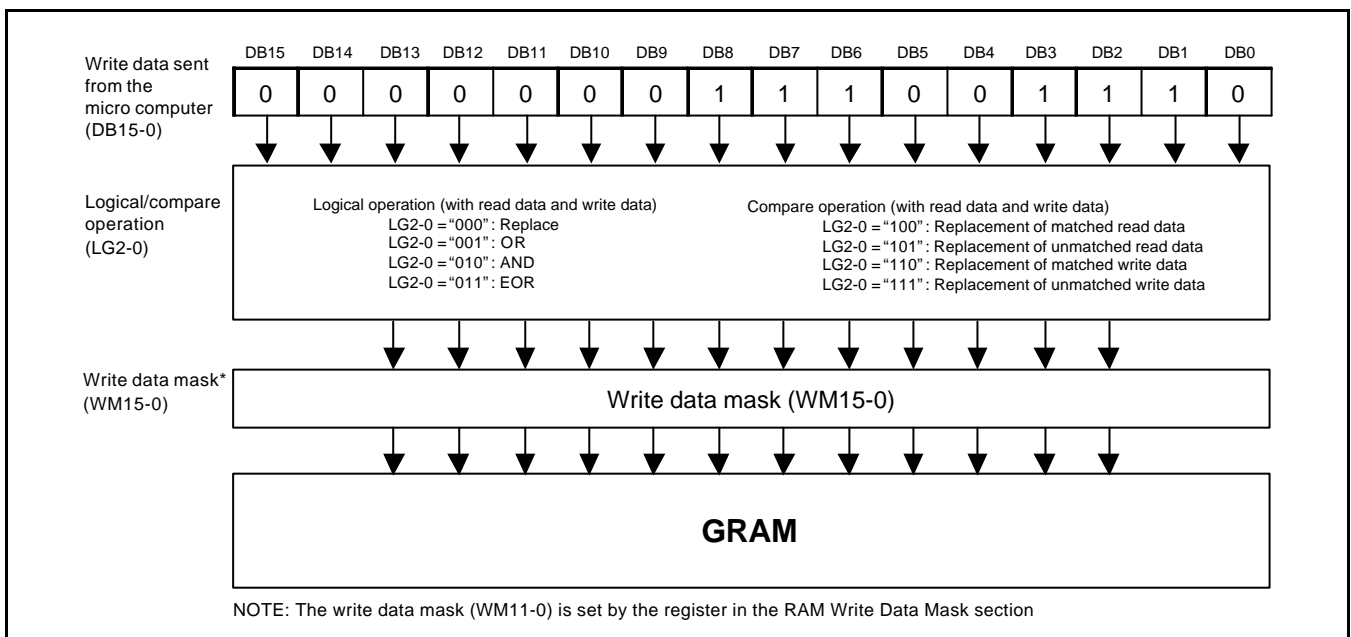 DB15 DB14 DB13 DB12 DB11 DB10 DB9 DB8 DB7 DB6 DB5 DB4 DB3 DB2 DB1 DB0
Write data sent
from the
micro computer
(DB15-0)
0 0 0 0 0 0 0 1 1 1 0 0 1 1 1 0
Logical/compare
operation
(LG2-0)
Logical operation (with read data and write data)
LG2-0 = “000” : Replace
LG2-0 = “001” : OR
LG2-0 = “010” : AND
LG2-0 = “011” : EOR
Compare operation (with read data and write data)
LG2-0 = “100” : Replacement of matched read data
LG2-0 = “101” : Replacement of unmatched read data
LG2-0 = “110” : Replacement of matched write data
LG2-0 = “111” : Replacement of unmatched write data
Write data mask*
(WM15-0)
Write data mask (WM15-0)
GRAM
NOTE: The write data mask (WM11-0) is set by the register in the RAM Write Data Mask section